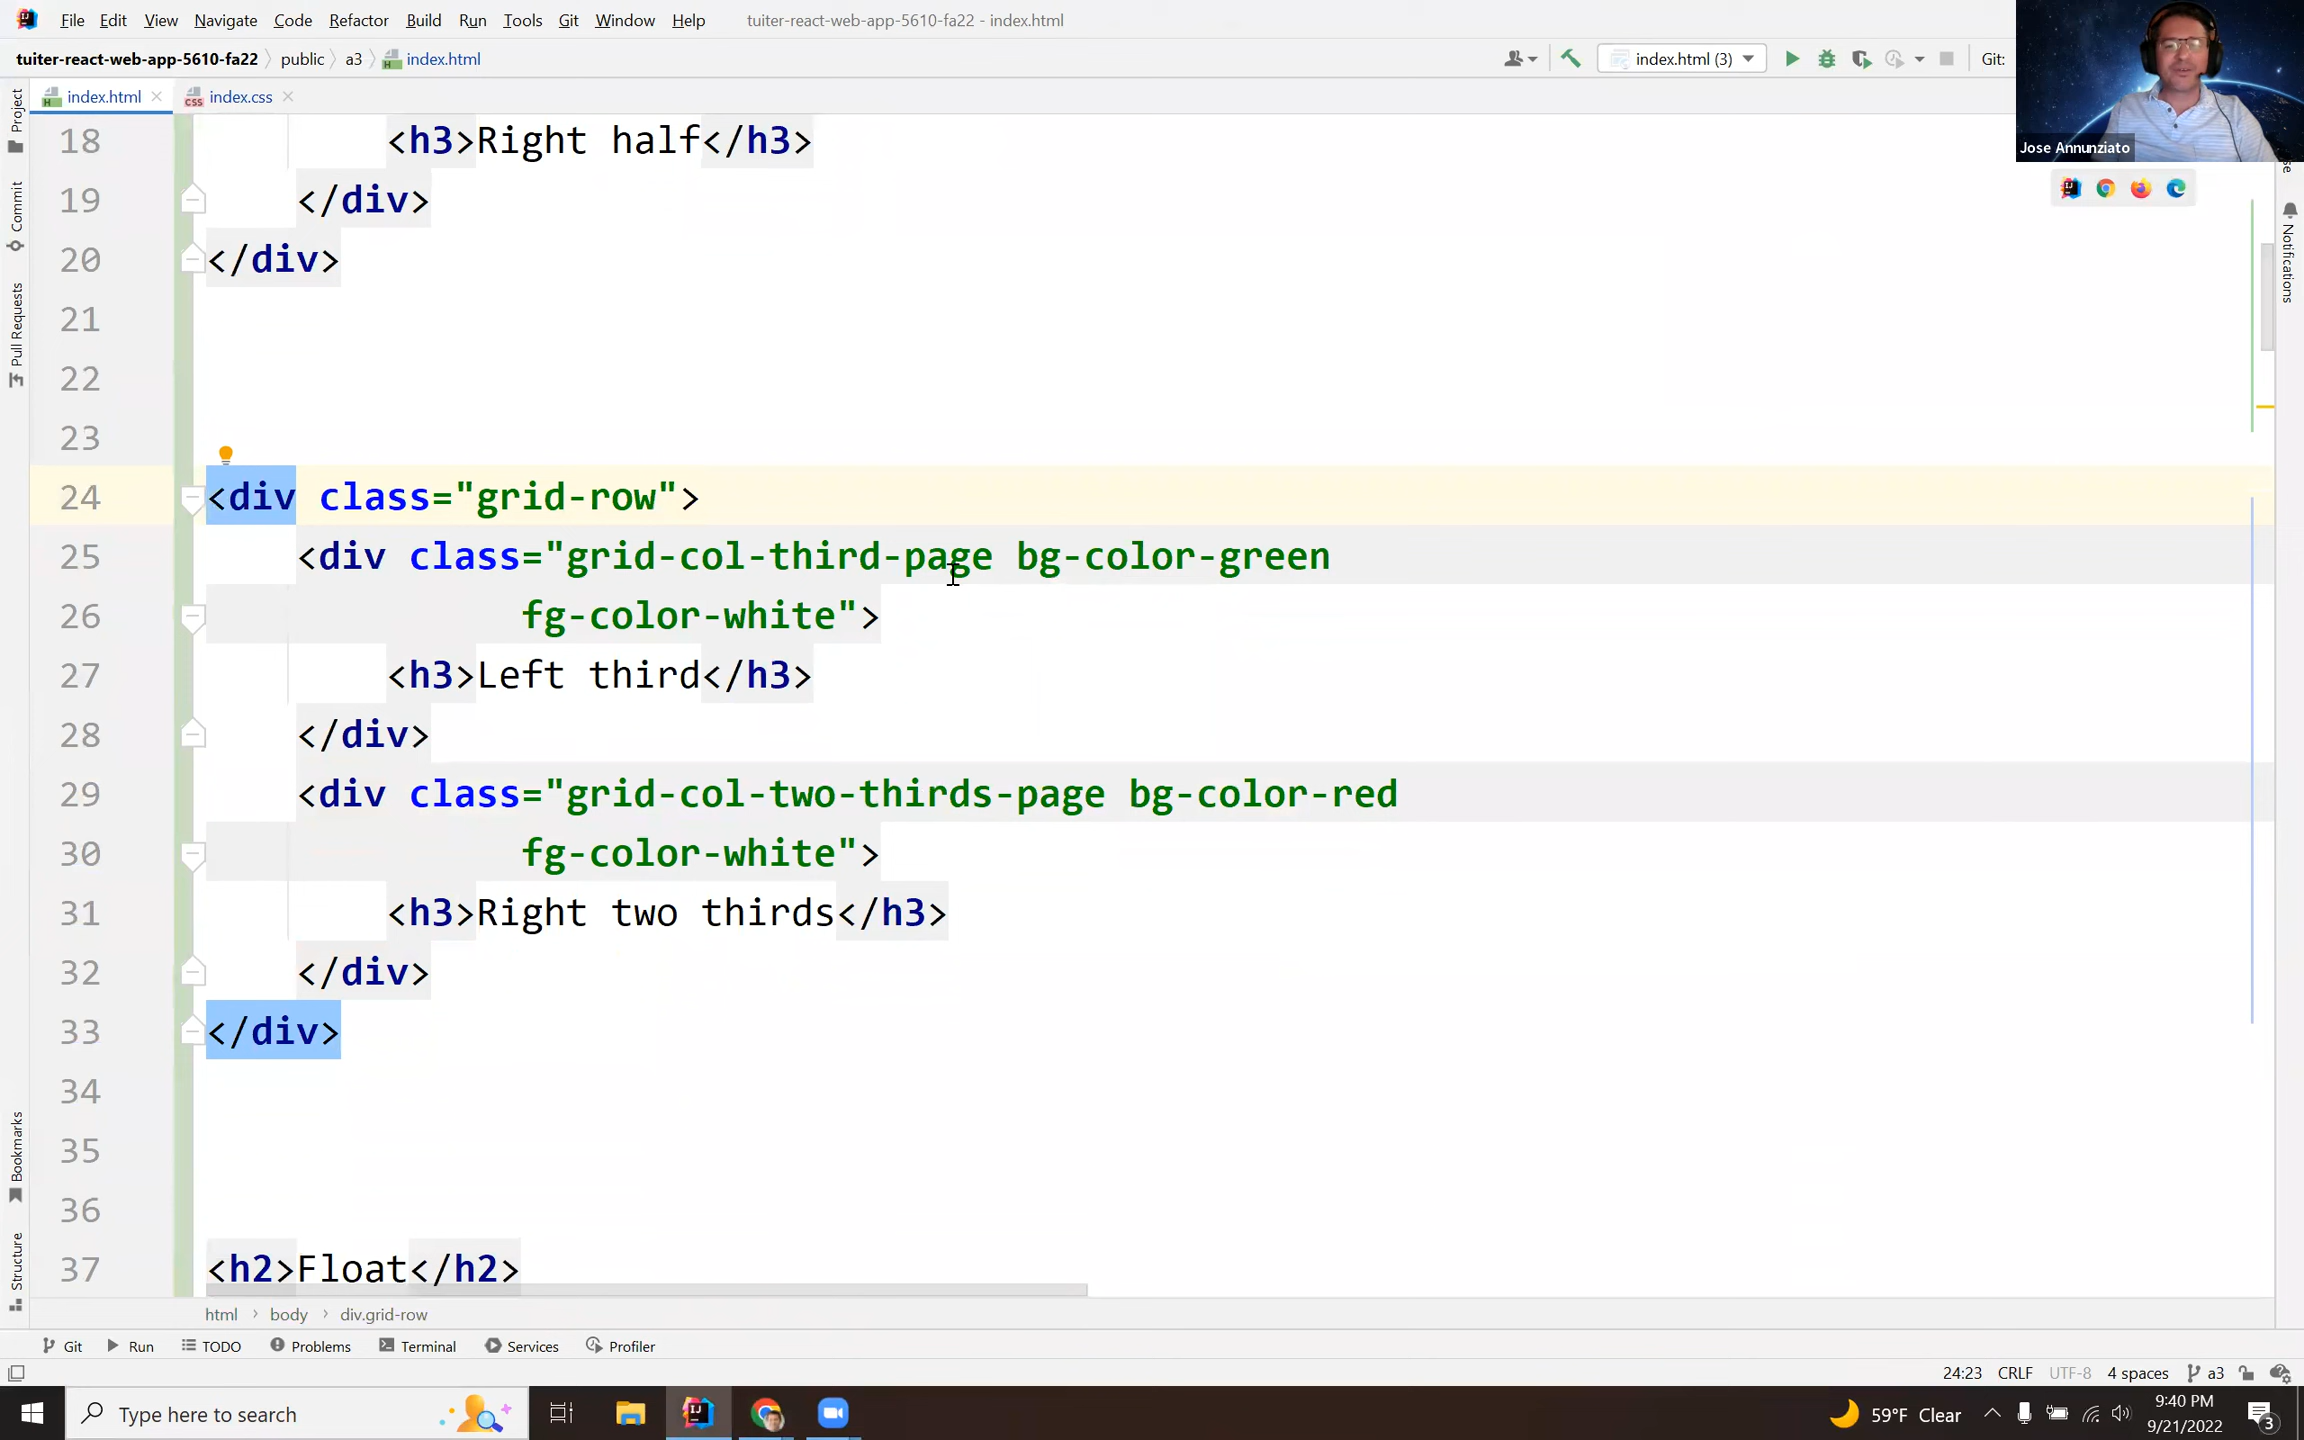 File Edit View Navigate Code Refactor Build Run Tools Git Window Help tuiter-react-web-app-5610-fa22 - index.html
tuiter-react-web-app-5610-fa22 public a3 index.html index.html (3) Git:
Jose Annunziato
index.html index.css
Project
Commit
Pull Requests
Bookmarks
Structure
Notifications
18 <h3>Right half</h3>
19 </div>
20 </div>
21
22
23
24 <div class="grid-row">
25 <div class="grid-col-third-page bg-color-green
26 fg-color-white">
27 <h3>Left third</h3>
28 </div>
29 <div class="grid-col-two-thirds-page bg-color-red
30 fg-color-white">
31 <h3>Right two thirds</h3>
32 </div>
33 </div>
34
35
36
37 <h2>Float</h2>
html body div.grid-row
Git Run TODO Problems Terminal Services Profiler
24:23 CRLF UTF-8 4 spaces a3
Type here to search
59°F Clear
9:40 PM
9/21/2022
3